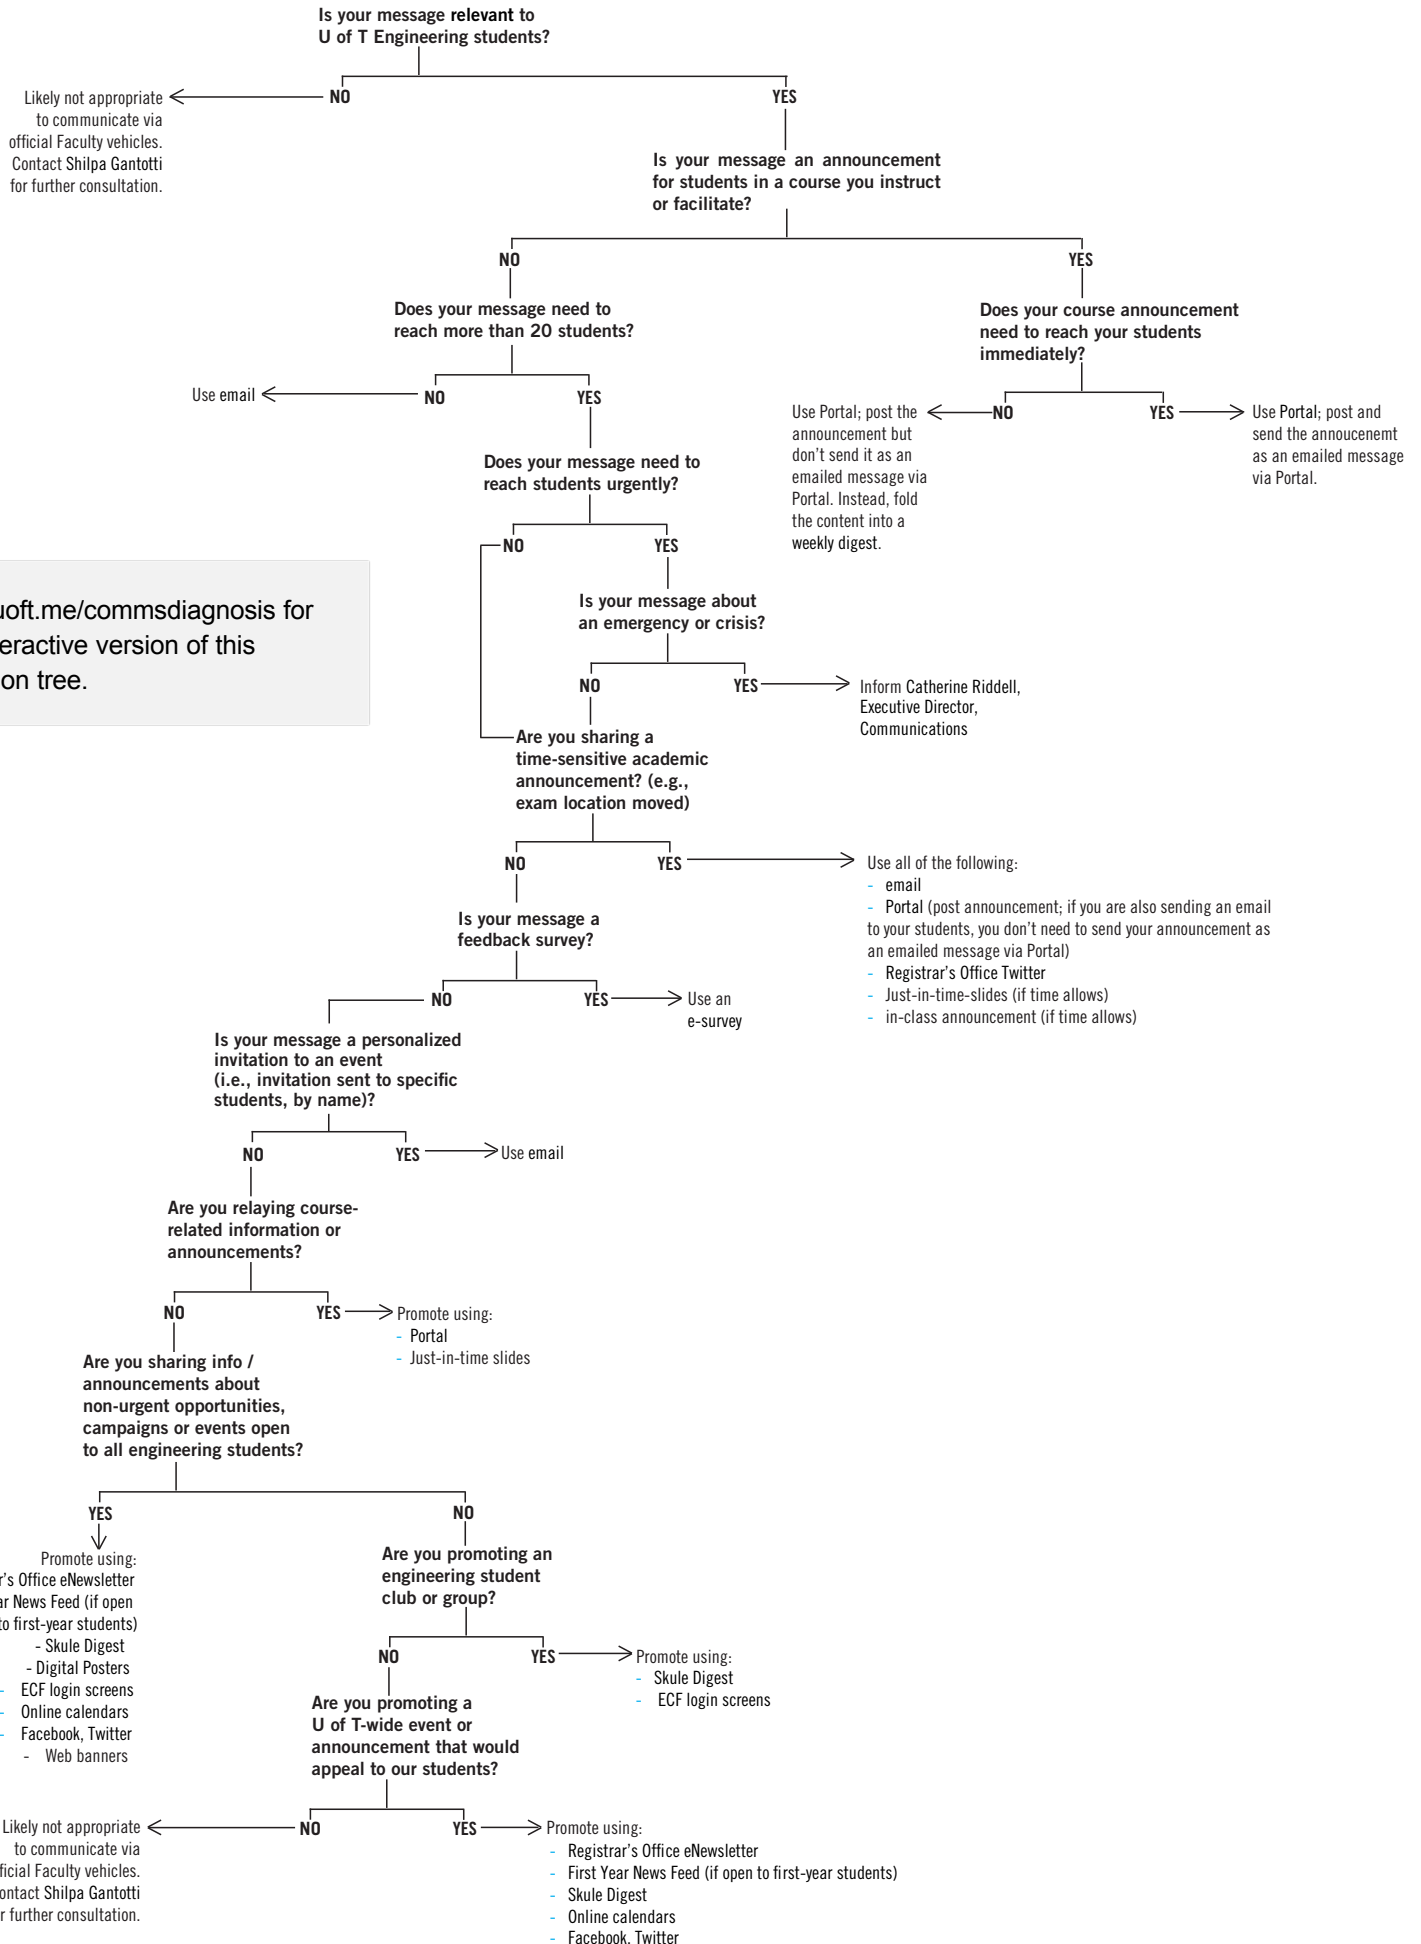 Is your message relevant to
U of T Engineering students?
NO
YES
Likely not appropriate
to communicate via
official Faculty vehicles.
Contact Shilpa Gantotti
for further consultation.
Is your message an announcement
for students in a course you instruct
or facilitate?
NO
YES
Does your message need to
reach more than 20 students?
Does your course announcement
need to reach your students
immediately?
Use email
NO
YES
NO
YES
Use Portal; post the
announcement but
don't send it as an
emailed message via
Portal. Instead, fold
the content into a
weekly digest.
Use Portal; post and
send the annoucenemt
as an emailed message
via Portal.
Does your message need to
reach students urgently?
NO
YES
uoft.me/commsdiagnosis for
eractive version of this
on tree.
Is your message about
an emergency or crisis?
NO
YES
Inform Catherine Riddell,
Executive Director,
Communications
Are you sharing a
time-sensitive academic
announcement? (e.g.,
exam location moved)
NO
YES
Use all of the following:
- email
- Portal (post announcement; if you are also sending an email
to your students, you don't need to send your announcement as
an emailed message via Portal)
- Registrar's Office Twitter
- Just-in-time-slides (if time allows)
- in-class announcement (if time allows)
Is your message a
feedback survey?
NO
YES
Use an
e-survey
Is your message a personalized
invitation to an event
(i.e., invitation sent to specific
students, by name)?
NO
YES
Use email
Are you relaying course-
related information or
announcements?
NO
YES
Promote using:
- Portal
- Just-in-time slides
Are you sharing info /
announcements about
non-urgent opportunities,
campaigns or events open
to all engineering students?
YES
NO
Promote using:
r's Office eNewsletter
ar News Feed (if open
to first-year students)
- Skule Digest
- Digital Posters
- ECF login screens
- Online calendars
- Facebook, Twitter
- Web banners
Are you promoting an
engineering student
club or group?
NO
YES
Promote using:
- Skule Digest
- ECF login screens
Are you promoting a
U of T-wide event or
announcement that would
appeal to our students?
NO
YES
Likely not appropriate
to communicate via
ficial Faculty vehicles.
ontact Shilpa Gantotti
r further consultation.
Promote using:
- Registrar's Office eNewsletter
- First Year News Feed (if open to first-year students)
- Skule Digest
- Online calendars
- Facebook, Twitter